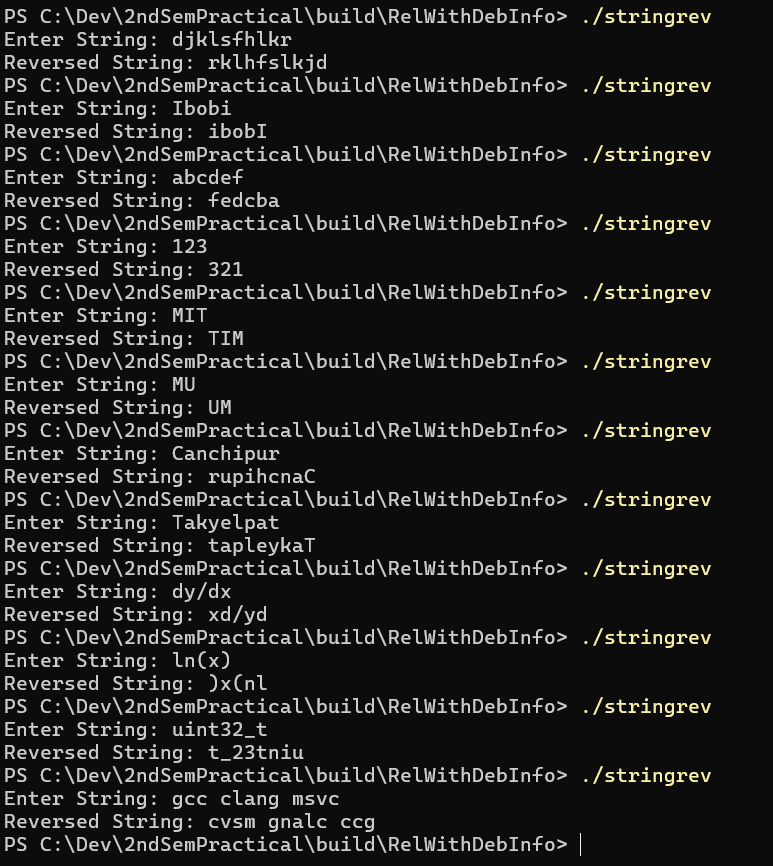 PS C:\Dev\2ndSemPractical\build\RelWithDebInfo> ./stringrev
Enter String: djklsfhlkr
Reversed String: rklhfslkjd
PS C:\Dev\2ndSemPractical\build\RelWithDebInfo> ./stringrev
Enter String: Ibobi
Reversed String: ibobI
PS C:\Dev\2ndSemPractical\build\RelWithDebInfo> ./stringrev
Enter String: abcdef
Reversed String: fedcba
PS C:\Dev\2ndSemPractical\build\RelWithDebInfo> ./stringrev
Enter String: 123
Reversed String: 321
PS C:\Dev\2ndSemPractical\build\RelWithDebInfo> ./stringrev
Enter String: MIT
Reversed String: TIM
PS C:\Dev\2ndSemPractical\build\RelWithDebInfo> ./stringrev
Enter String: MU
Reversed String: UM
PS C:\Dev\2ndSemPractical\build\RelWithDebInfo> ./stringrev
Enter String: Canchipur
Reversed String: rupihcnaC
PS C:\Dev\2ndSemPractical\build\RelWithDebInfo> ./stringrev
Enter String: Takyelpat
Reversed String: tapleykaT
PS C:\Dev\2ndSemPractical\build\RelWithDebInfo> ./stringrev
Enter String: dy/dx
Reversed String: xd/yd
PS C:\Dev\2ndSemPractical\build\RelWithDebInfo> ./stringrev
Enter String: ln(x)
Reversed String: )x(nl
PS C:\Dev\2ndSemPractical\build\RelWithDebInfo> ./stringrev
Enter String: uint32_t
Reversed String: t_23tniu
PS C:\Dev\2ndSemPractical\build\RelWithDebInfo> ./stringrev
Enter String: gcc clang msvc
Reversed String: cvsm gnalc ccg
PS C:\Dev\2ndSemPractical\build\RelWithDebInfo>